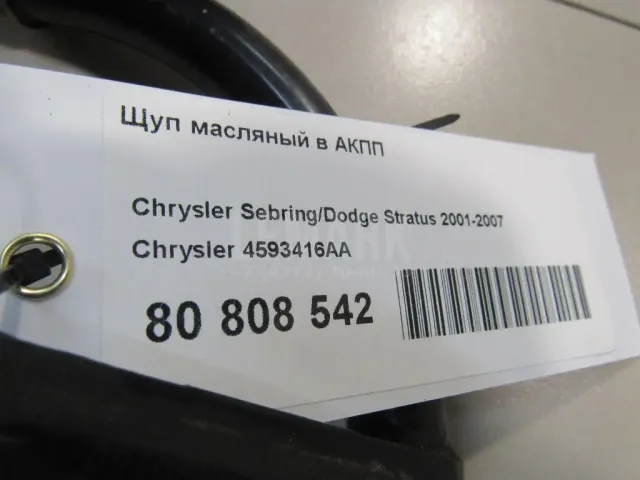 Щуп масляный в АКПП
Chrysler Sebring/Dodge Stratus 2001-2007
Chrysler 4593416AA
80 808 542